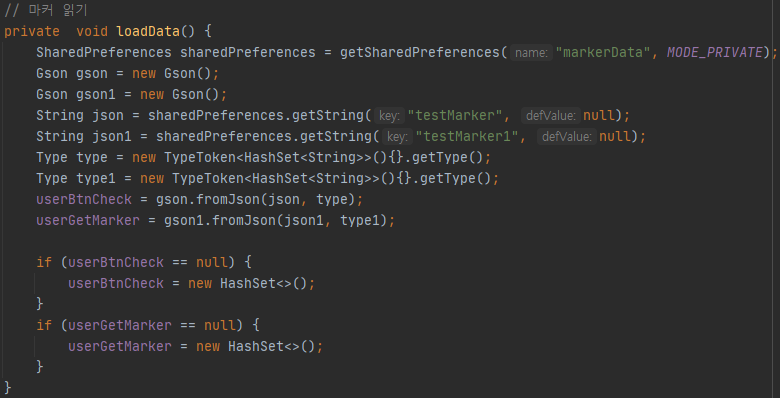 // 마커 읽기
private  void loadData() {
    SharedPreferences sharedPreferences = getSharedPreferences( name: "markerData", MODE_PRIVATE);
    Gson gson = new Gson();
    Gson gson1 = new Gson();
    String json = sharedPreferences.getString( key: "testMarker", defValue: null);
    String json1 = sharedPreferences.getString( key: "testMarker1", defValue: null);
    Type type = new TypeToken<HashSet<String>>(){}.getType();
    Type type1 = new TypeToken<HashSet<String>>(){}.getType();
    userBtnCheck = gson.fromJson(json, type);
    userGetMarker = gson1.fromJson(json1, type1);

    if (userBtnCheck == null) {
        userBtnCheck = new HashSet<>();
    }
    if (userGetMarker == null) {
        userGetMarker = new HashSet<>();
    }
}